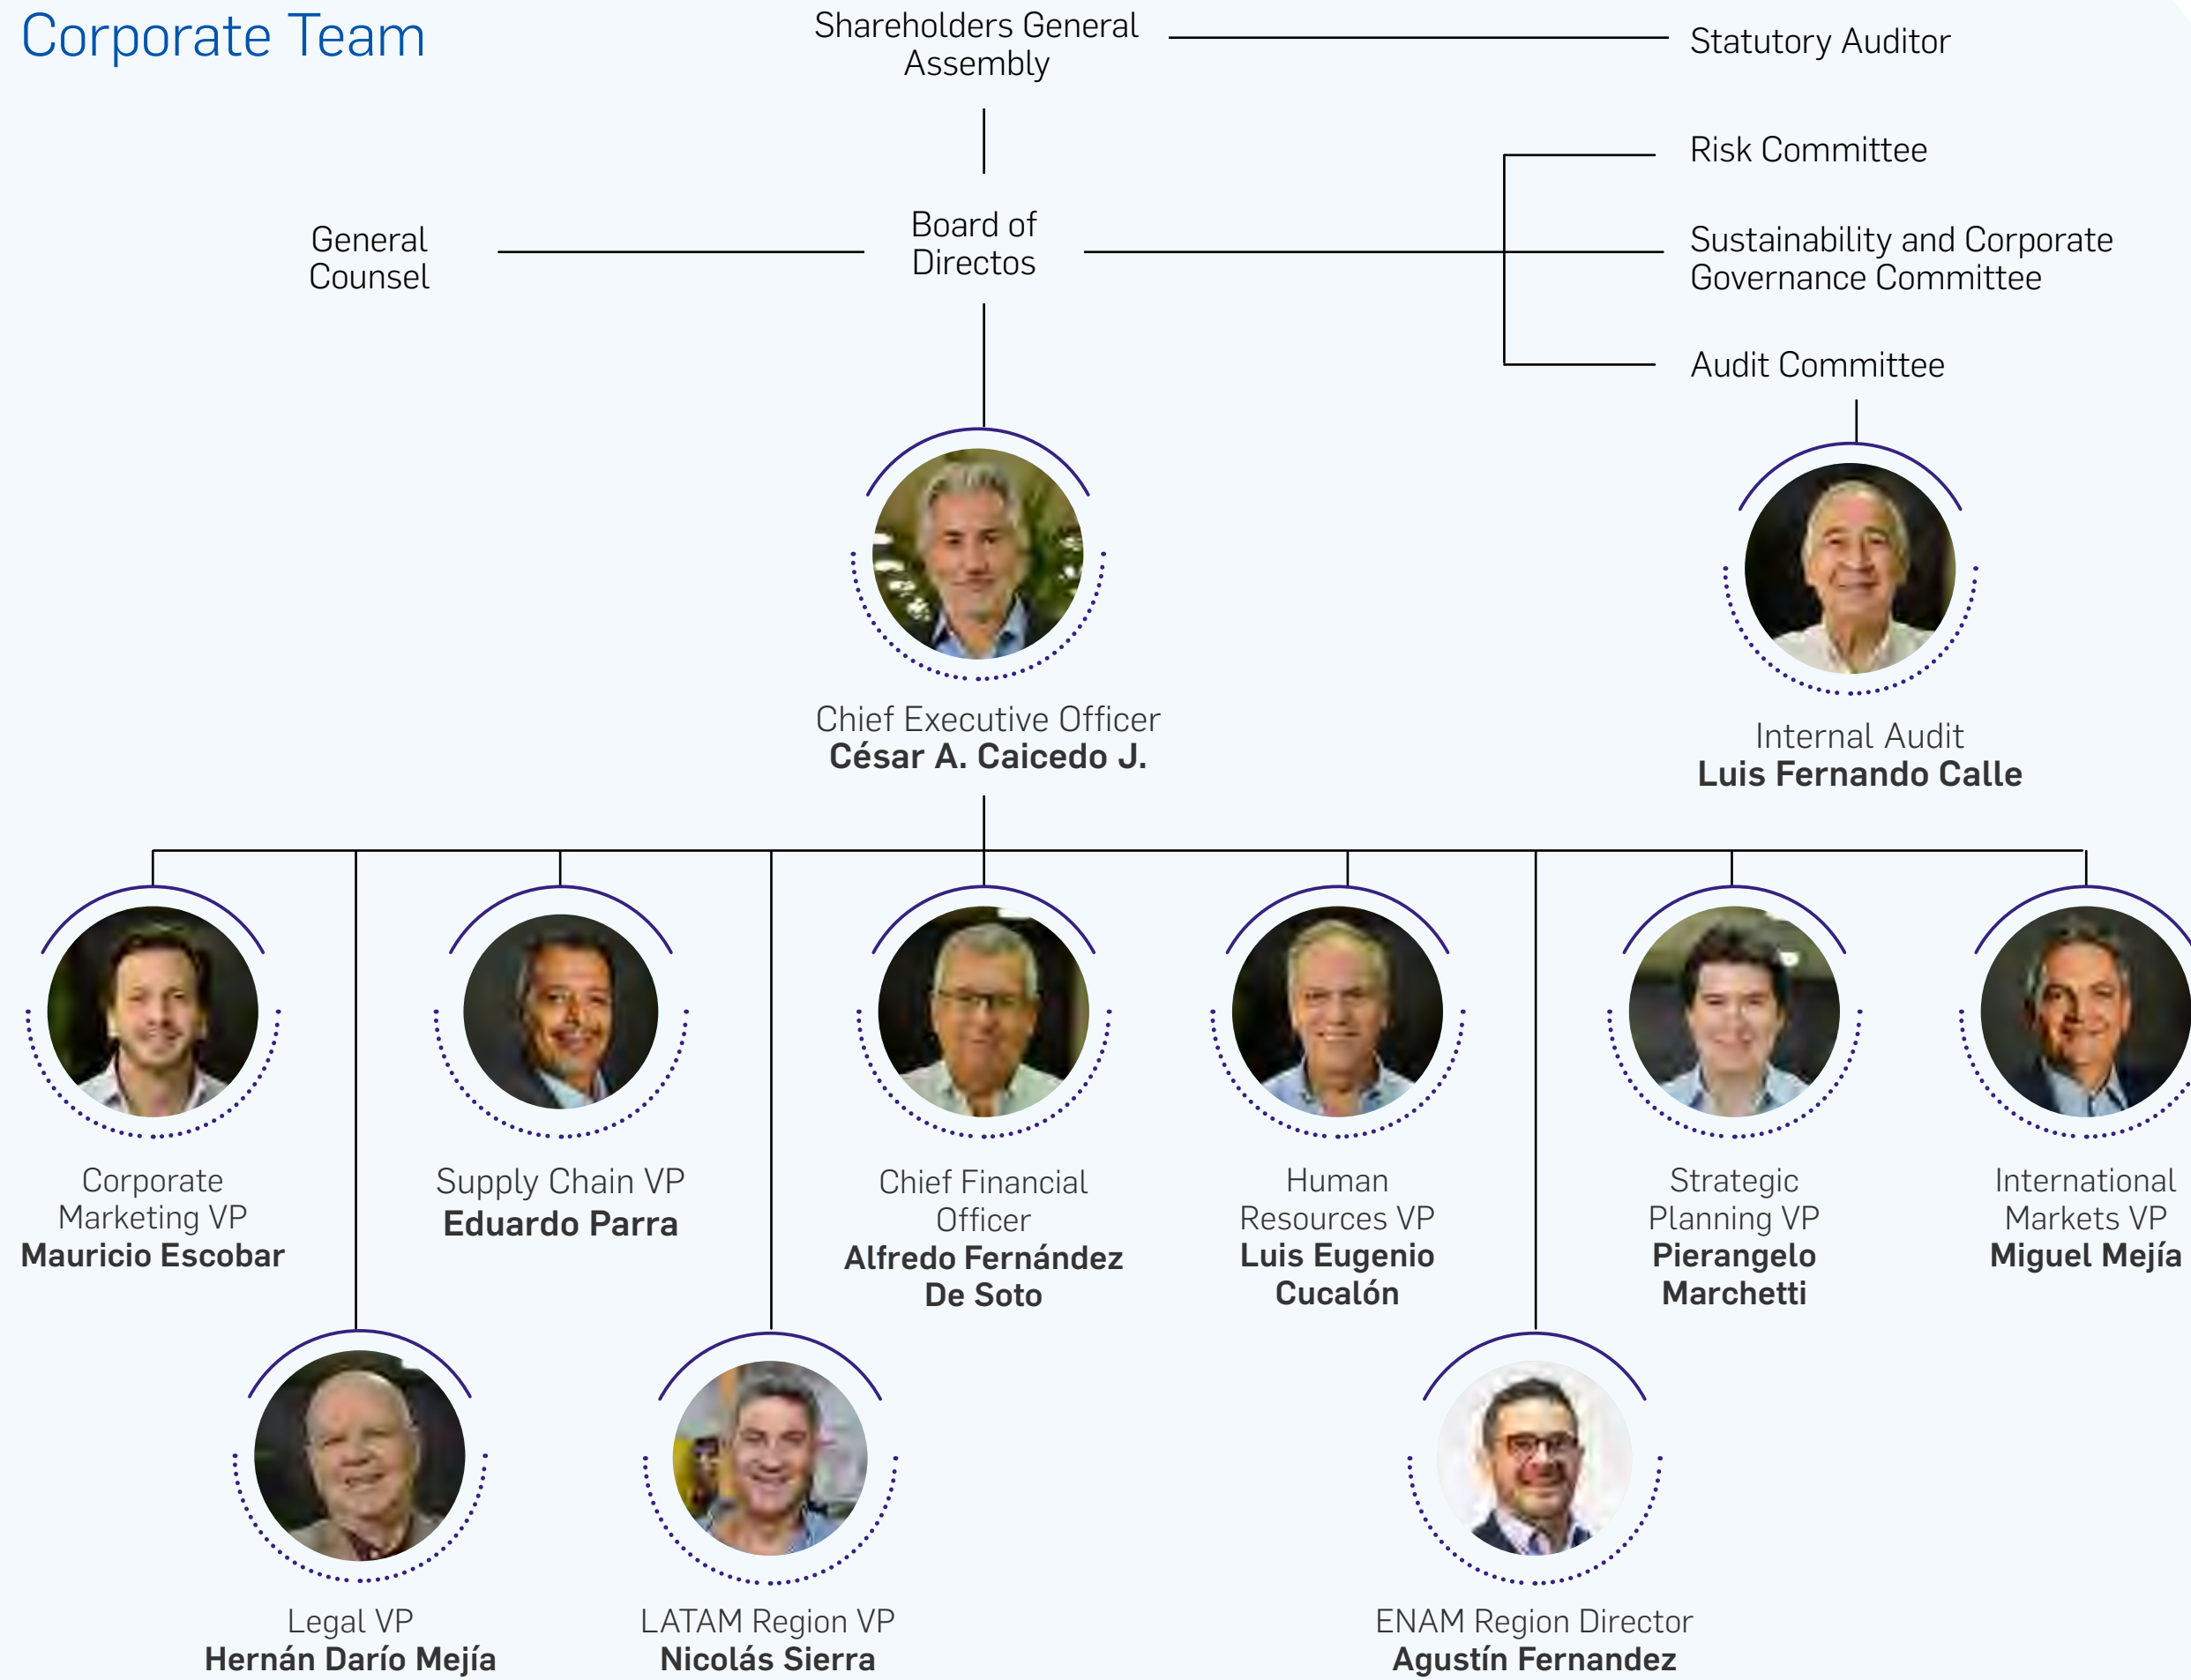 Corporate Team
Shareholders General
Assembly
Statutory Auditor
Risk Committee
General
Counsel
Board of
Directos
Sustainability and Corporate
Governance Committee
Audit Committee
Chief Executive Officer
César A. Caicedo J.
Internal Audit
Luis Fernando Calle
Corporate
Marketing VP
Mauricio Escobar
Supply Chain VP
Eduardo Parra
Chief Financial
Officer
Alfredo Fernández
De Soto
Human
Resources VP
Luis Eugenio
Cucalón
Strategic
Planning VP
Pierangelo
Marchetti
International
Markets VP
Miguel Mejía
Legal VP
Hernán Darío Mejía
LATAM Region VP
Nicolás Sierra
ENAM Region Director
Agustín Fernandez